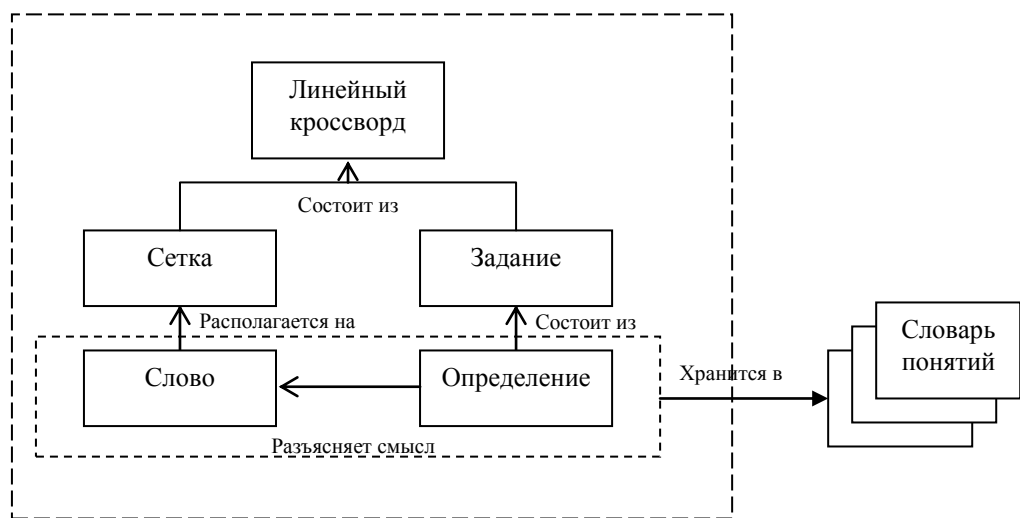 Линейный
кроссворд
Состоит из
Сетка
Задание
Располагается на
Состоит из
Словарь
понятий
Слово
Определение
Хранится в
Разъясняет смысл